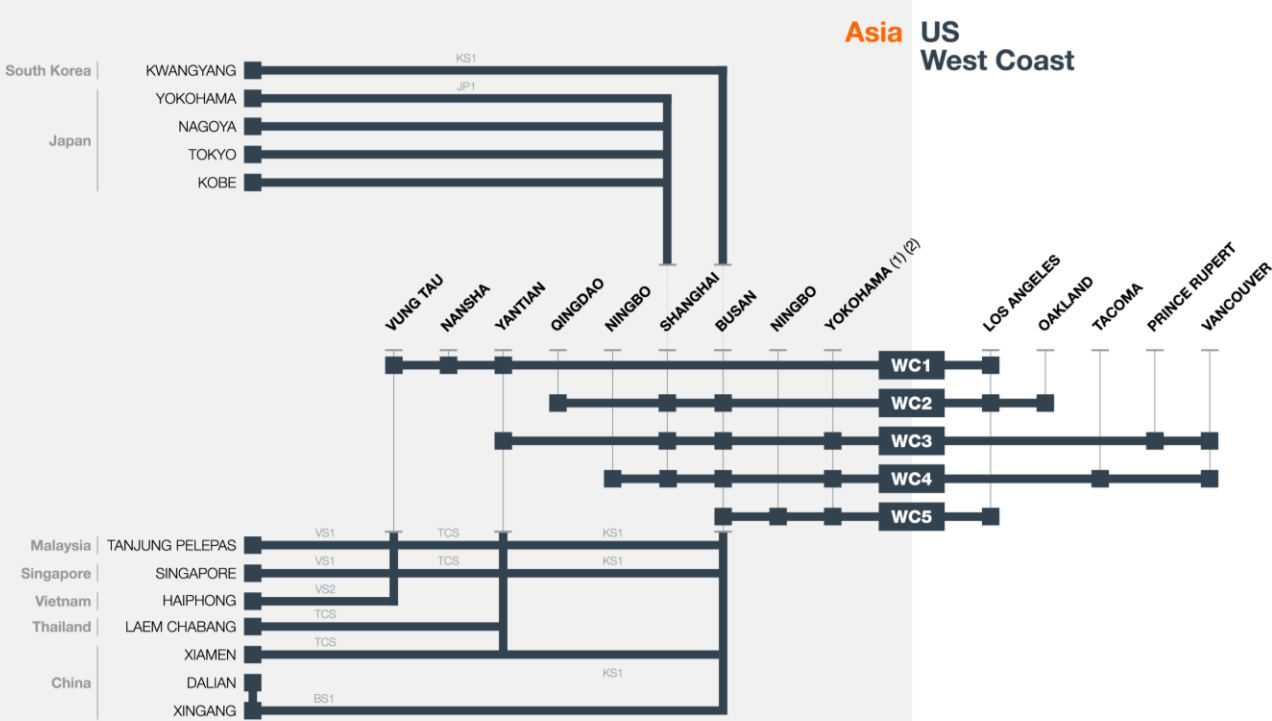 Asia US
West Coast
KS1
South Korea KWANGYANG
JP1
YOKOHAMA
NAGOYA
Japan
TOKYO
KOBE
VUNG TAU
NANSHA
YANTIAN
QINGDAO
NINGBO
SHANGHAI
BUSAN
NINGBO
YOKOHAMA (1) (2)
LOS ANGELES
OAKLAND
TACOMA
PRINCE RUPERT
VANCOUVER
WC1
WC2
WC3
WC4
WC5
VS1 TCS KS1
Malaysia TANJUNG PELEPAS
VS1 TCS KS1
Singapore SINGAPORE
VS2
Vietnam HAIPHONG
TCS
Thailand LAEM CHABANG
TCS
XIAMEN
KS1
China DALIAN
BS1
XINGANG